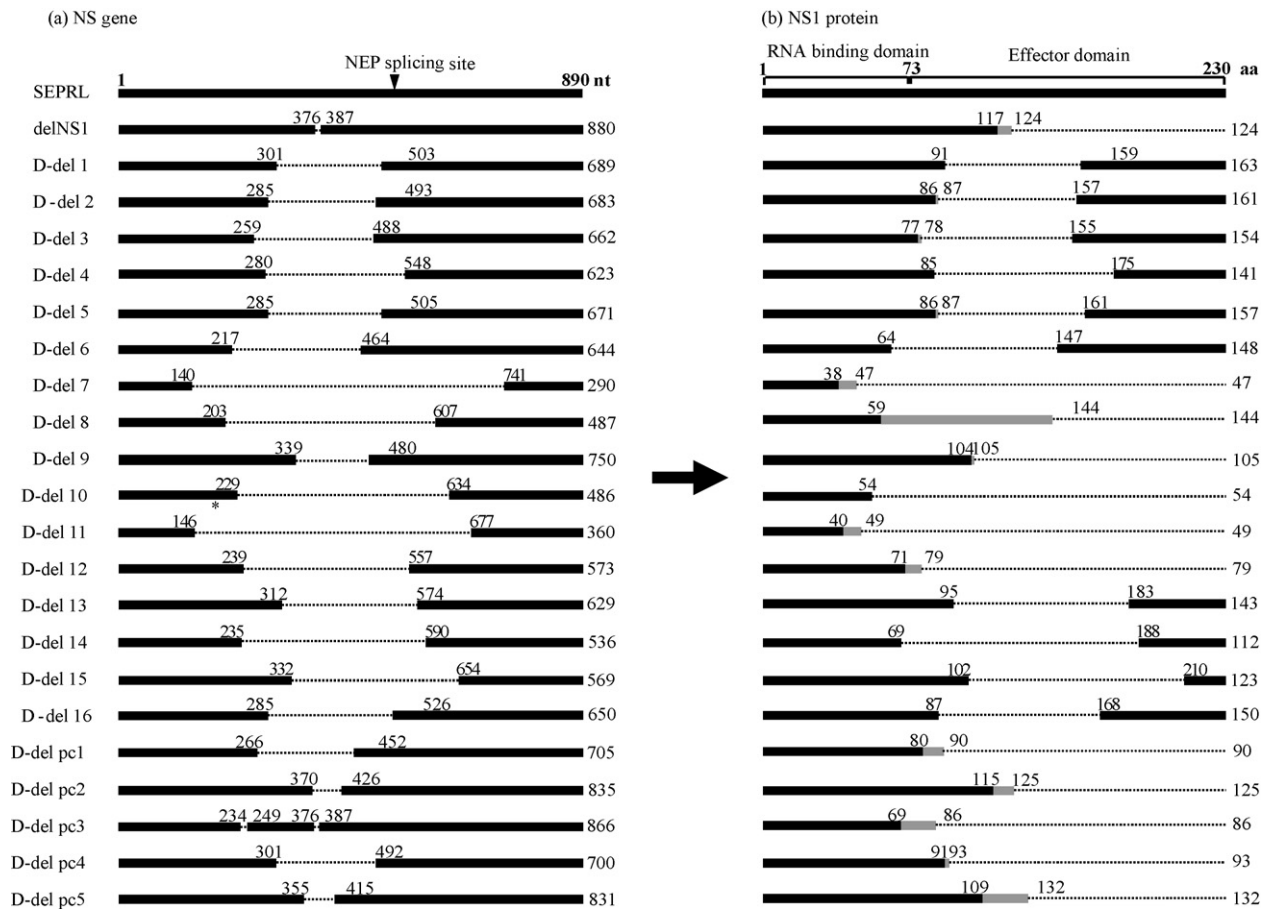 (a) NS gene
(b) NS1 protein
NEP splicing site
RNA binding domain
Effector domain
1 890 nt
1 73 230 aa
SEPRL
delNS1 376 387 880 117 124 124
D-del 1 301 503 689 91 159 163
D-del 2 285 493 683 86 87 157 161
D-del 3 259 488 662 77 78 155 154
D-del 4 280 548 623 85 175 141
D-del 5 285 505 671 86 87 161 157
D-del 6 217 464 644 64 147 148
D-del 7 140 741 290 38 47 47
D-del 8 203 607 487 59 144 144
D-del 9 339 480 750 104 105 105
D-del 10 229 634 486 54 54
*
D-del 11 146 677 360 40 49 49
D-del 12 239 557 573 71 79 79
D-del 13 312 574 629 95 183 143
D-del 14 235 590 536 69 188 112
D-del 15 332 654 569 102 210 123
D-del 16 285 526 650 87 168 150
D-del pc1 266 452 705 80 90 90
D-del pc2 370 426 835 115 125 125
D-del pc3 234 249 376 387 866 69 86 86
D-del pc4 301 492 700 91 93 93
D-del pc5 355 415 831 109 132 132